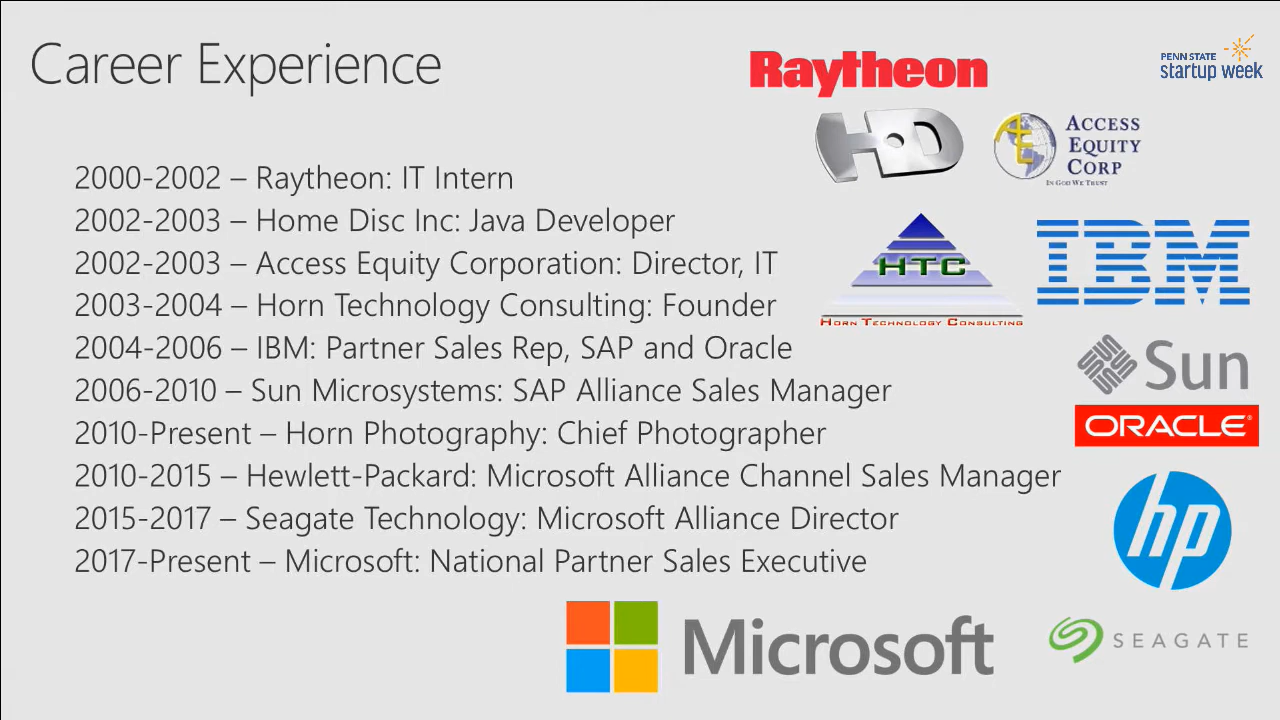 Career Experience
Raytheon
PENN STATE
startup week
HD
ACCESS
EQUITY
CORP
IN GOD WE TRUST
2000-2002 – Raytheon: IT Intern
2002-2003 – Home Disc Inc: Java Developer
2002-2003 – Access Equity Corporation: Director, IT
2003-2004 – Horn Technology Consulting: Founder
2004-2006 – IBM: Partner Sales Rep, SAP and Oracle
2006-2010 – Sun Microsystems: SAP Alliance Sales Manager
2010-Present – Horn Photography: Chief Photographer
2010-2015 – Hewlett-Packard: Microsoft Alliance Channel Sales Manager
2015-2017 – Seagate Technology: Microsoft Alliance Director
2017-Present – Microsoft: National Partner Sales Executive
HTC
HORN TECHNOLOGY CONSULTING
IBM
Sun
ORACLE®
hp
Microsoft
SEAGATE